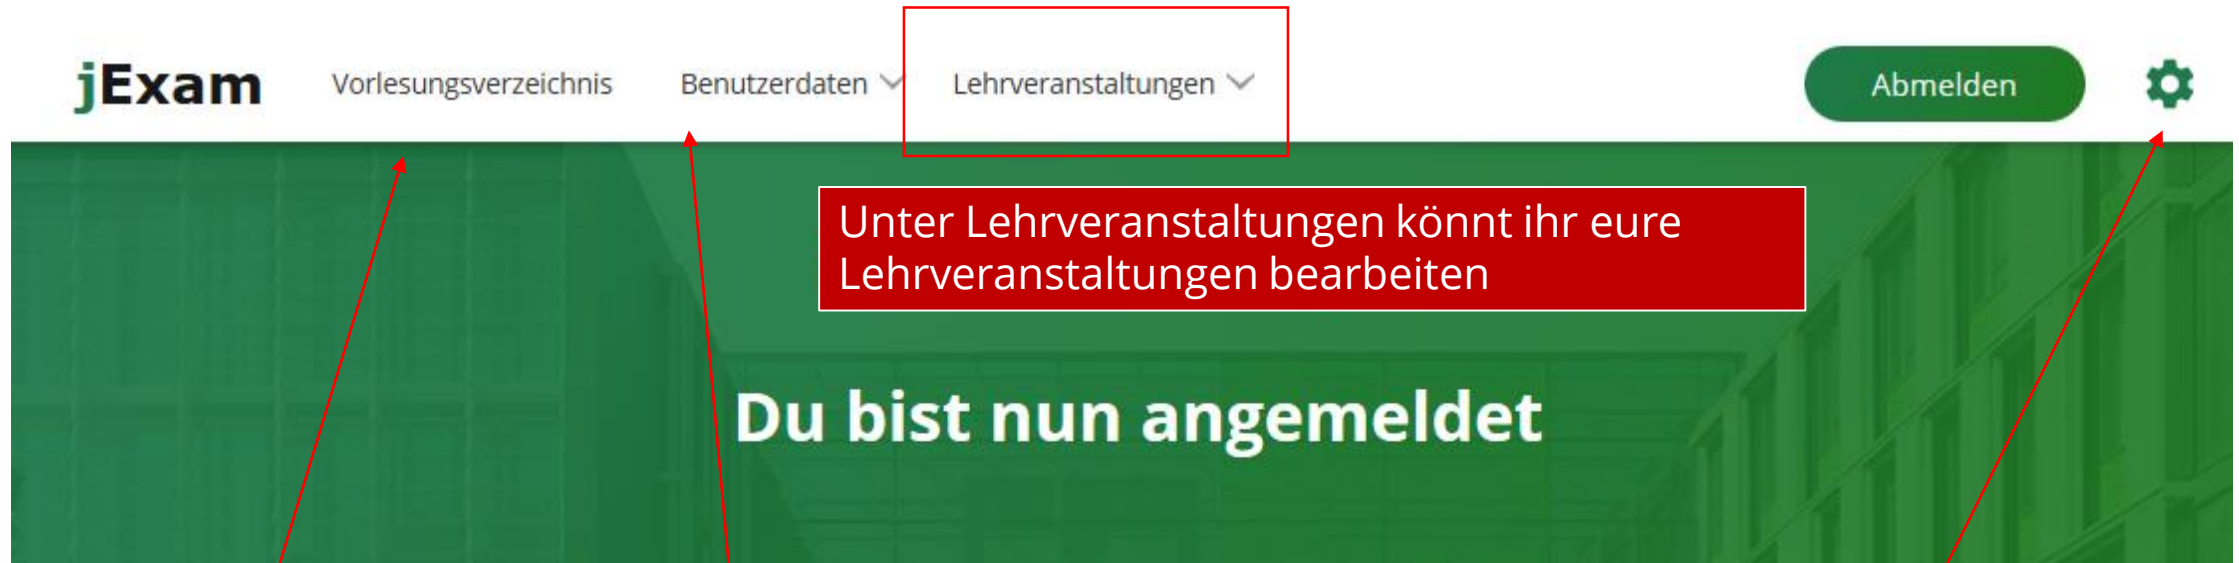 jExam Vorlesungsverzeichnis Benutzerdaten Lehrveranstaltungen Abmelden
Unter Lehrveranstaltungen könnt ihr eure
Lehrveranstaltungen bearbeiten
Du bist nun angemeldet